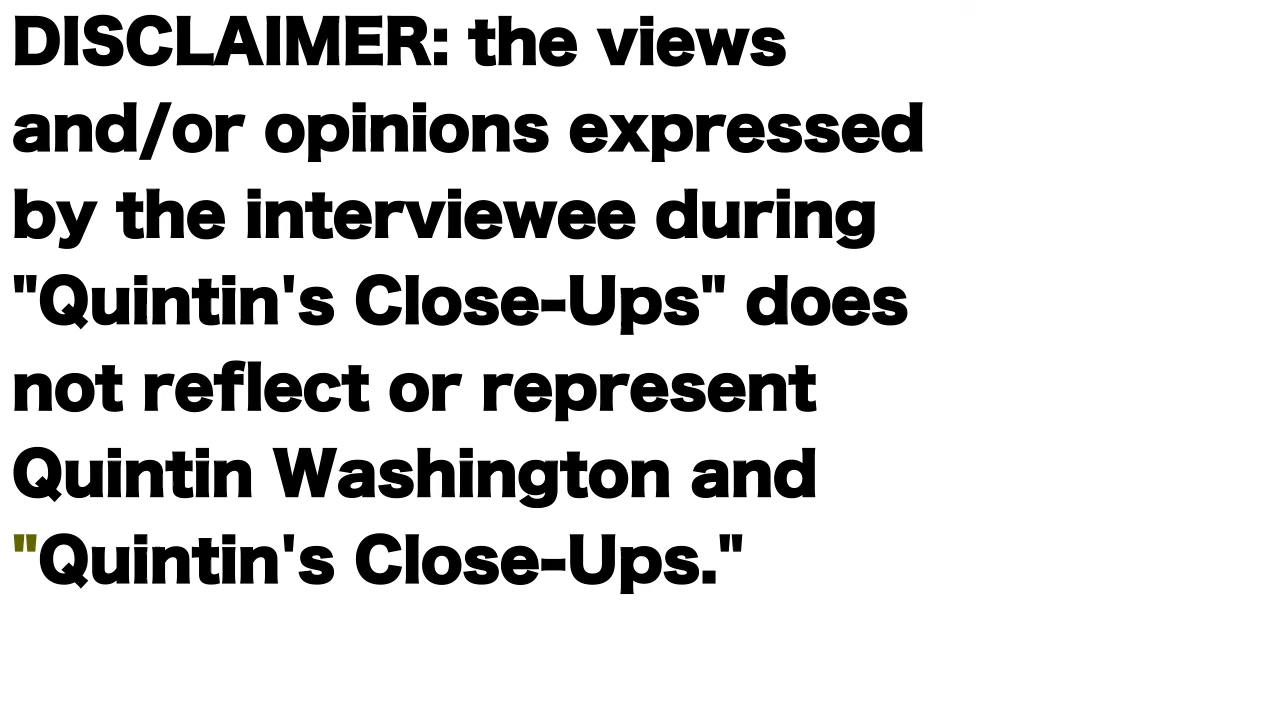 DISCLAIMER: the views
and/or opinions expressed
by the interviewee during
"Quintin's Close-Ups" does
not reflect or represent
Quintin Washington and
"Quintin's Close-Ups."